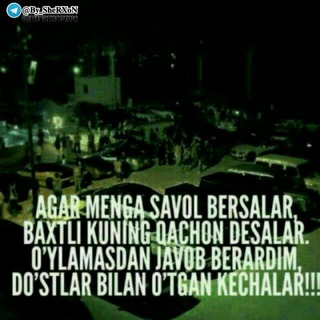 @By_SheRXoN
AGAR MENGA SAVOL BERSALAR,
BAXTLI KUNING QACHON DESALAR.
O'YLAMASDAN JAVOB BERARDIM,
DO'STLAR BILAN O'TGAN KECHALAR!!!